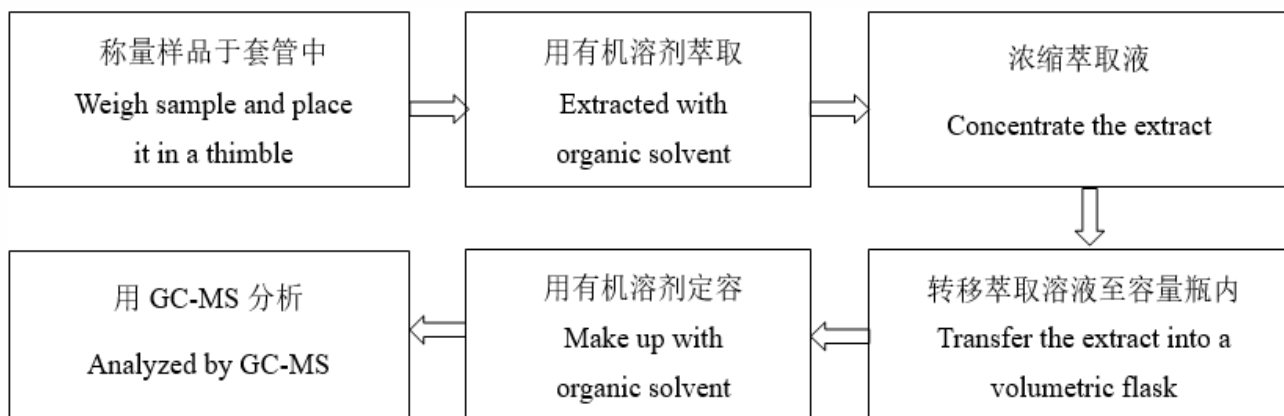 称量样品于套管中
Weigh sample and place
it in a thimble
用有机溶剂萃取
Extracted with
organic solvent
浓缩萃取液
Concentrate the extract
转移萃取溶液至容量瓶内
Transfer the extract into a
volumetric flask
用有机溶剂定容
Make up with
organic solvent
用 GC-MS 分析
Analyzed by GC-MS